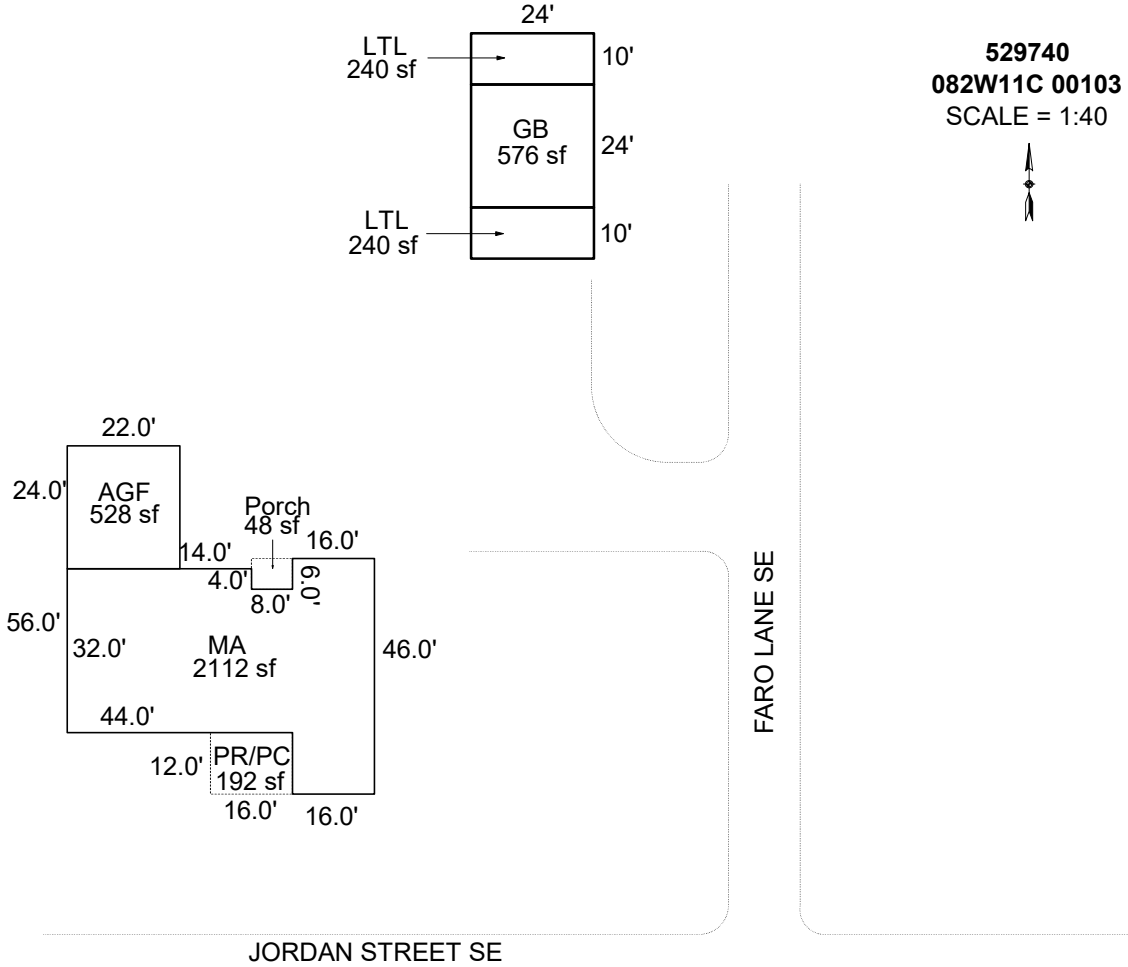 24'
LTL
240 sf
10'
529740
082W11C 00103
SCALE = 1:40
GB
576 sf
24'
LTL
240 sf
10'
22.0'
24.0'
AGF
528 sf
Porch
48 sf
14.0'
16.0'
4.0'
6.0'
8.0'
56.0'
32.0'
MA
2112 sf
46.0'
44.0'
12.0'
PR/PC
192 sf
16.0'
16.0'
FARO LANE SE
JORDAN STREET SE